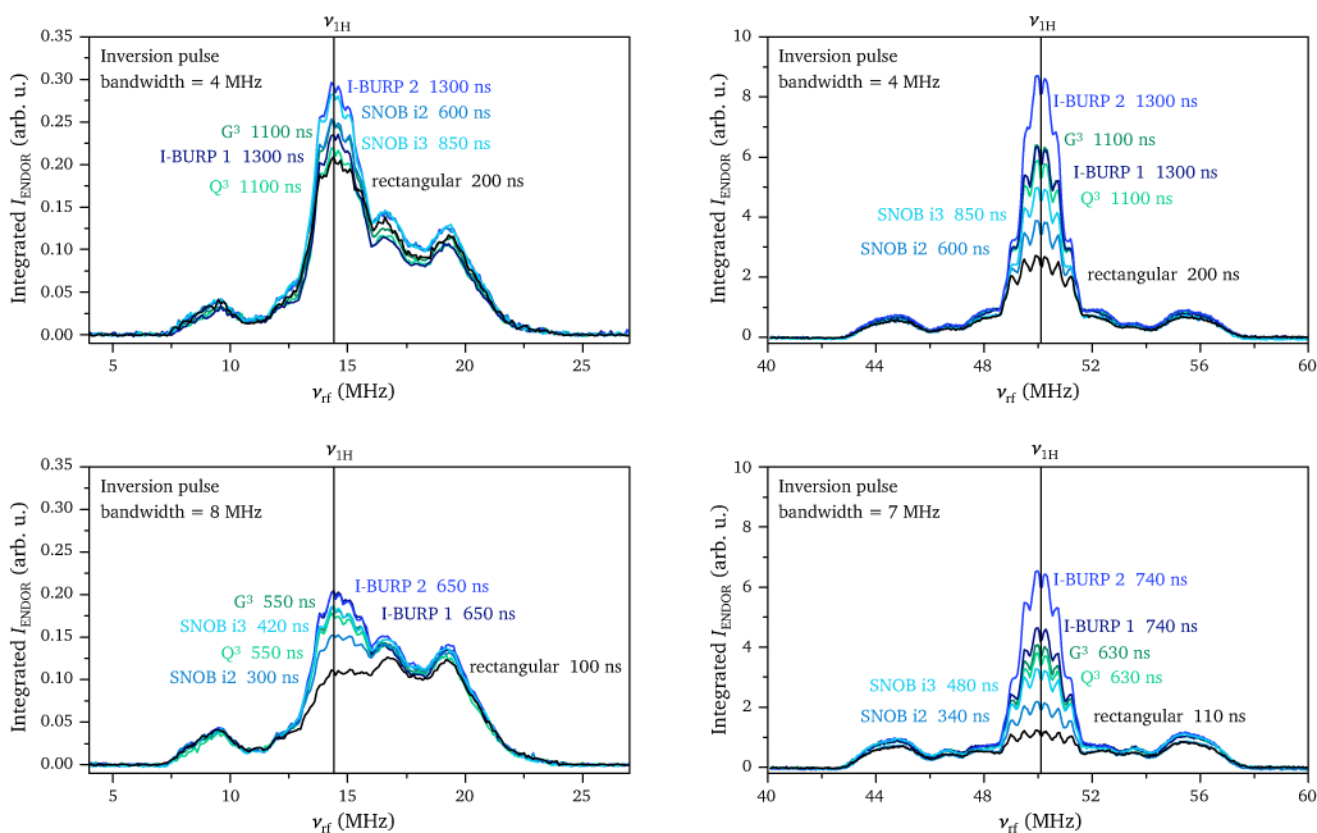 ν1H
Inversion pulse
bandwidth = 4 MHz
I-BURP 2 1300 ns
SNOB i2 600 ns
G³ 1100 ns
SNOB i3 850 ns
I-BURP 1 1300 ns
rectangular 200 ns
Q³ 1100 ns
Integrated IENDOR (arb. u.)
0.35
0.30
0.25
0.20
0.15
0.10
0.05
0.00
5 10 15 20 25
νrf (MHz)
ν1H
Inversion pulse
bandwidth = 4 MHz
I-BURP 2 1300 ns
G³ 1100 ns
I-BURP 1 1300 ns
Q³ 1100 ns
SNOB i3 850 ns
SNOB i2 600 ns
rectangular 200 ns
Integrated IENDOR (arb. u.)
10
8
6
4
2
0
40 44 48 52 56 60
νrf (MHz)
ν1H
Inversion pulse
bandwidth = 8 MHz
I-BURP 2 650 ns
G³ 550 ns
I-BURP 1 650 ns
SNOB i3 420 ns
Q³ 550 ns
rectangular 100 ns
SNOB i2 300 ns
Integrated IENDOR (arb. u.)
0.35
0.30
0.25
0.20
0.15
0.10
0.05
0.00
5 10 15 20 25
νrf (MHz)
ν1H
Inversion pulse
bandwidth = 7 MHz
I-BURP 2 740 ns
I-BURP 1 740 ns
G³ 630 ns
SNOB i3 480 ns
Q³ 630 ns
SNOB i2 340 ns
rectangular 110 ns
Integrated IENDOR (arb. u.)
10
8
6
4
2
0
40 44 48 52 56 60
νrf (MHz)